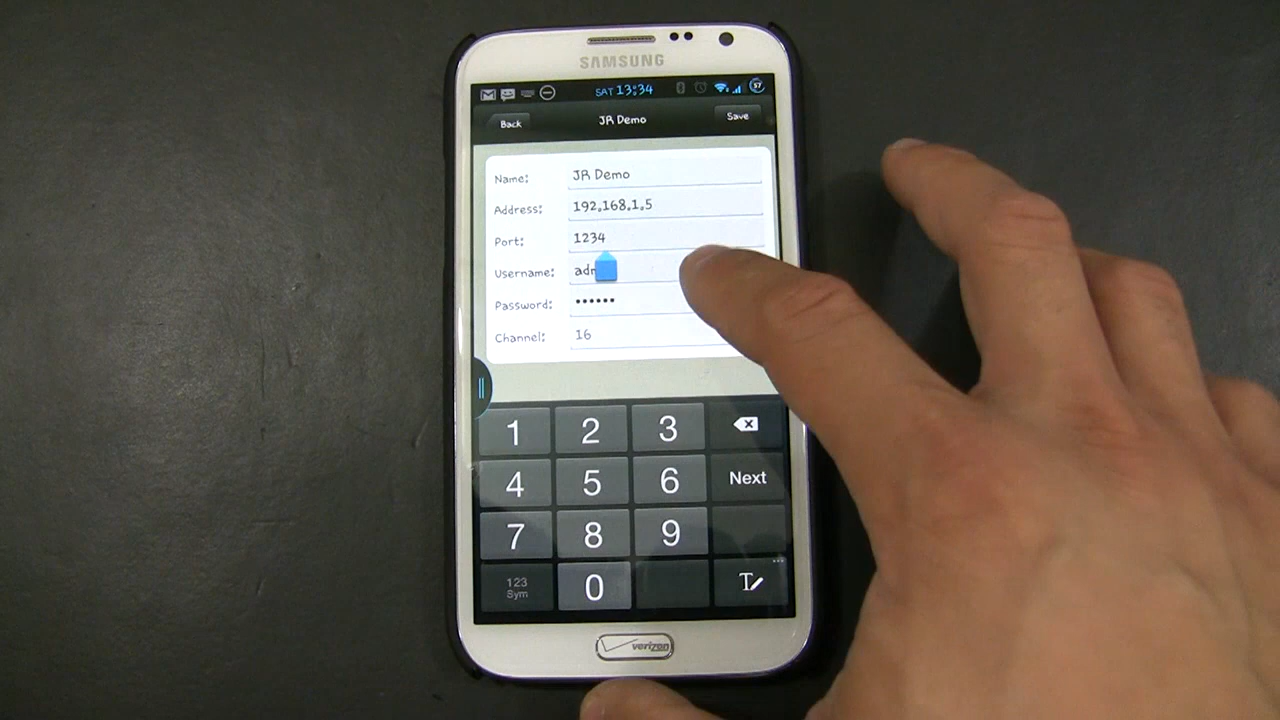 SAMSUNG
SAT 13:34 57
Back JR Demo Save
Name: JR Demo
Address: 192.168.1.5
Port: 1234
Username:
Password: ••••••
Channel: 16
1 2 3
4 5 6 Next
7 8 9
123
Sym 0 T
verizon